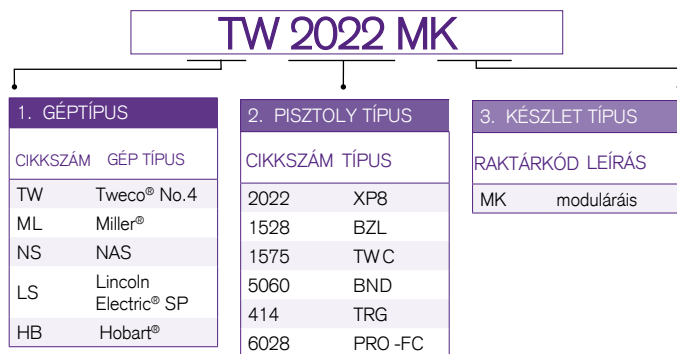 TW 2022 MK
1. GÉPTÍPUS
CIKKSZÁM GÉP TÍPUS
TW Tweco® No.4
ML Miller®
NS NAS
LS Lincoln
Electric® SP
HB Hobart®
2. PISZTOLY TÍPUS
CIKKSZÁM TÍPUS
2022 XP8
1528 BZL
1575 TWC
5060 BND
414 TRG
6028 PRO -FC
3. KÉSZLET TÍPUS
RAKTÁRKÓD LEÍRÁS
MK moduláráis